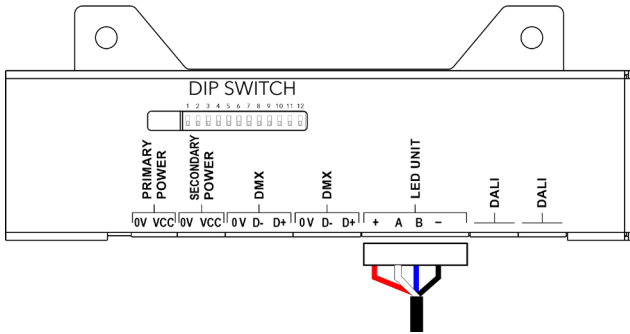 DIP SWITCH
1 2 3 4 5 6 7 8 9 10 11 12
PRIMARY
POWER
SECONDARY
POWER
DMX
DMX
LED UNIT
DALI
DALI
0V VCC 0V VCC 0V D- D+ 0V D- D+ + A B −